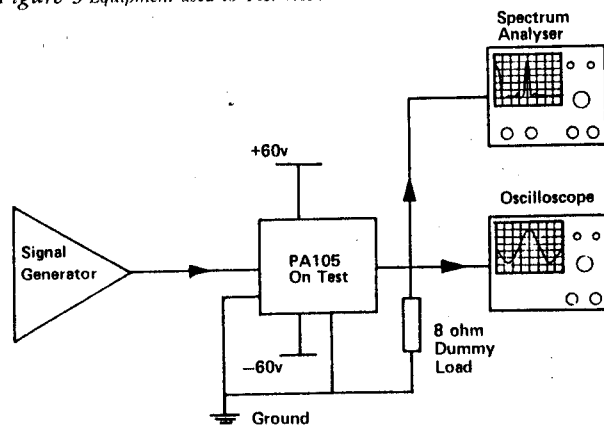 Figure 3 Equipment used to Test
Spectrum
Analyser
+60v
Oscilloscope
Signal
Generator
PA105
On Test
8 ohm
Dummy
Load
−60v
Ground